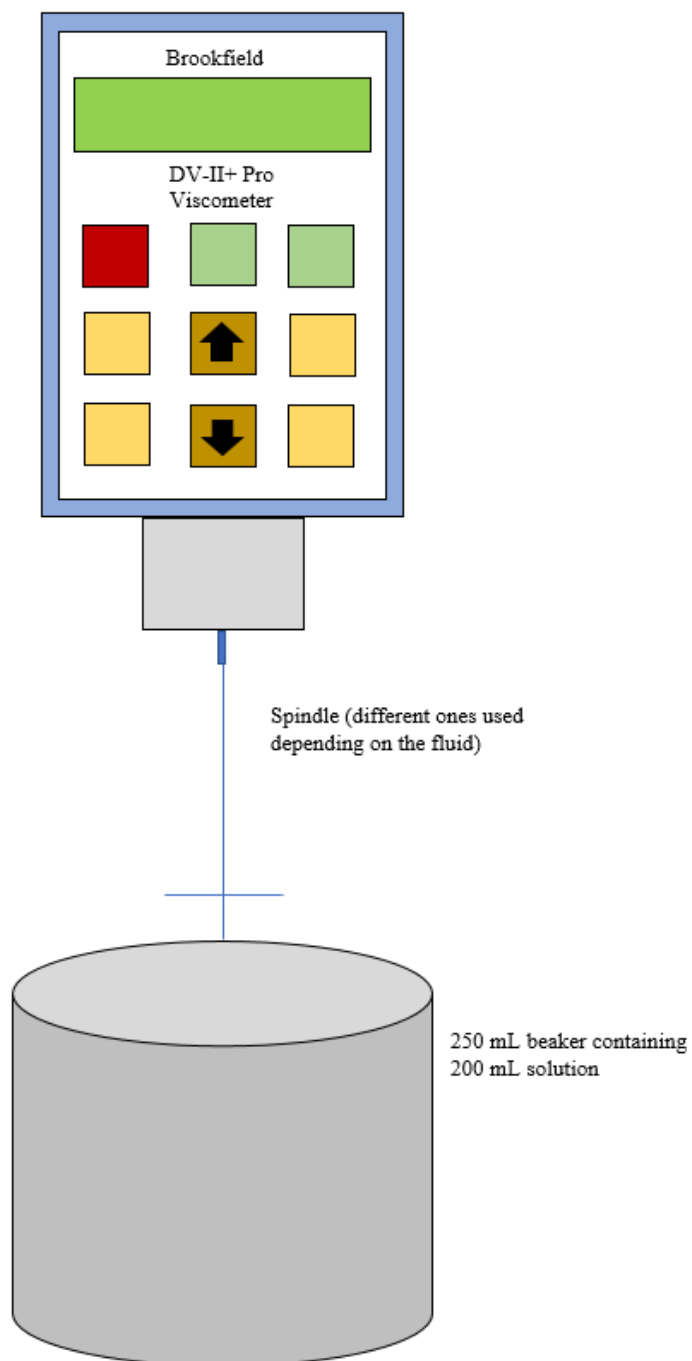 Brookfield
DV-II+ Pro
Viscometer
Spindle (different ones used
depending on the fluid)
250 mL beaker containing
200 mL solution